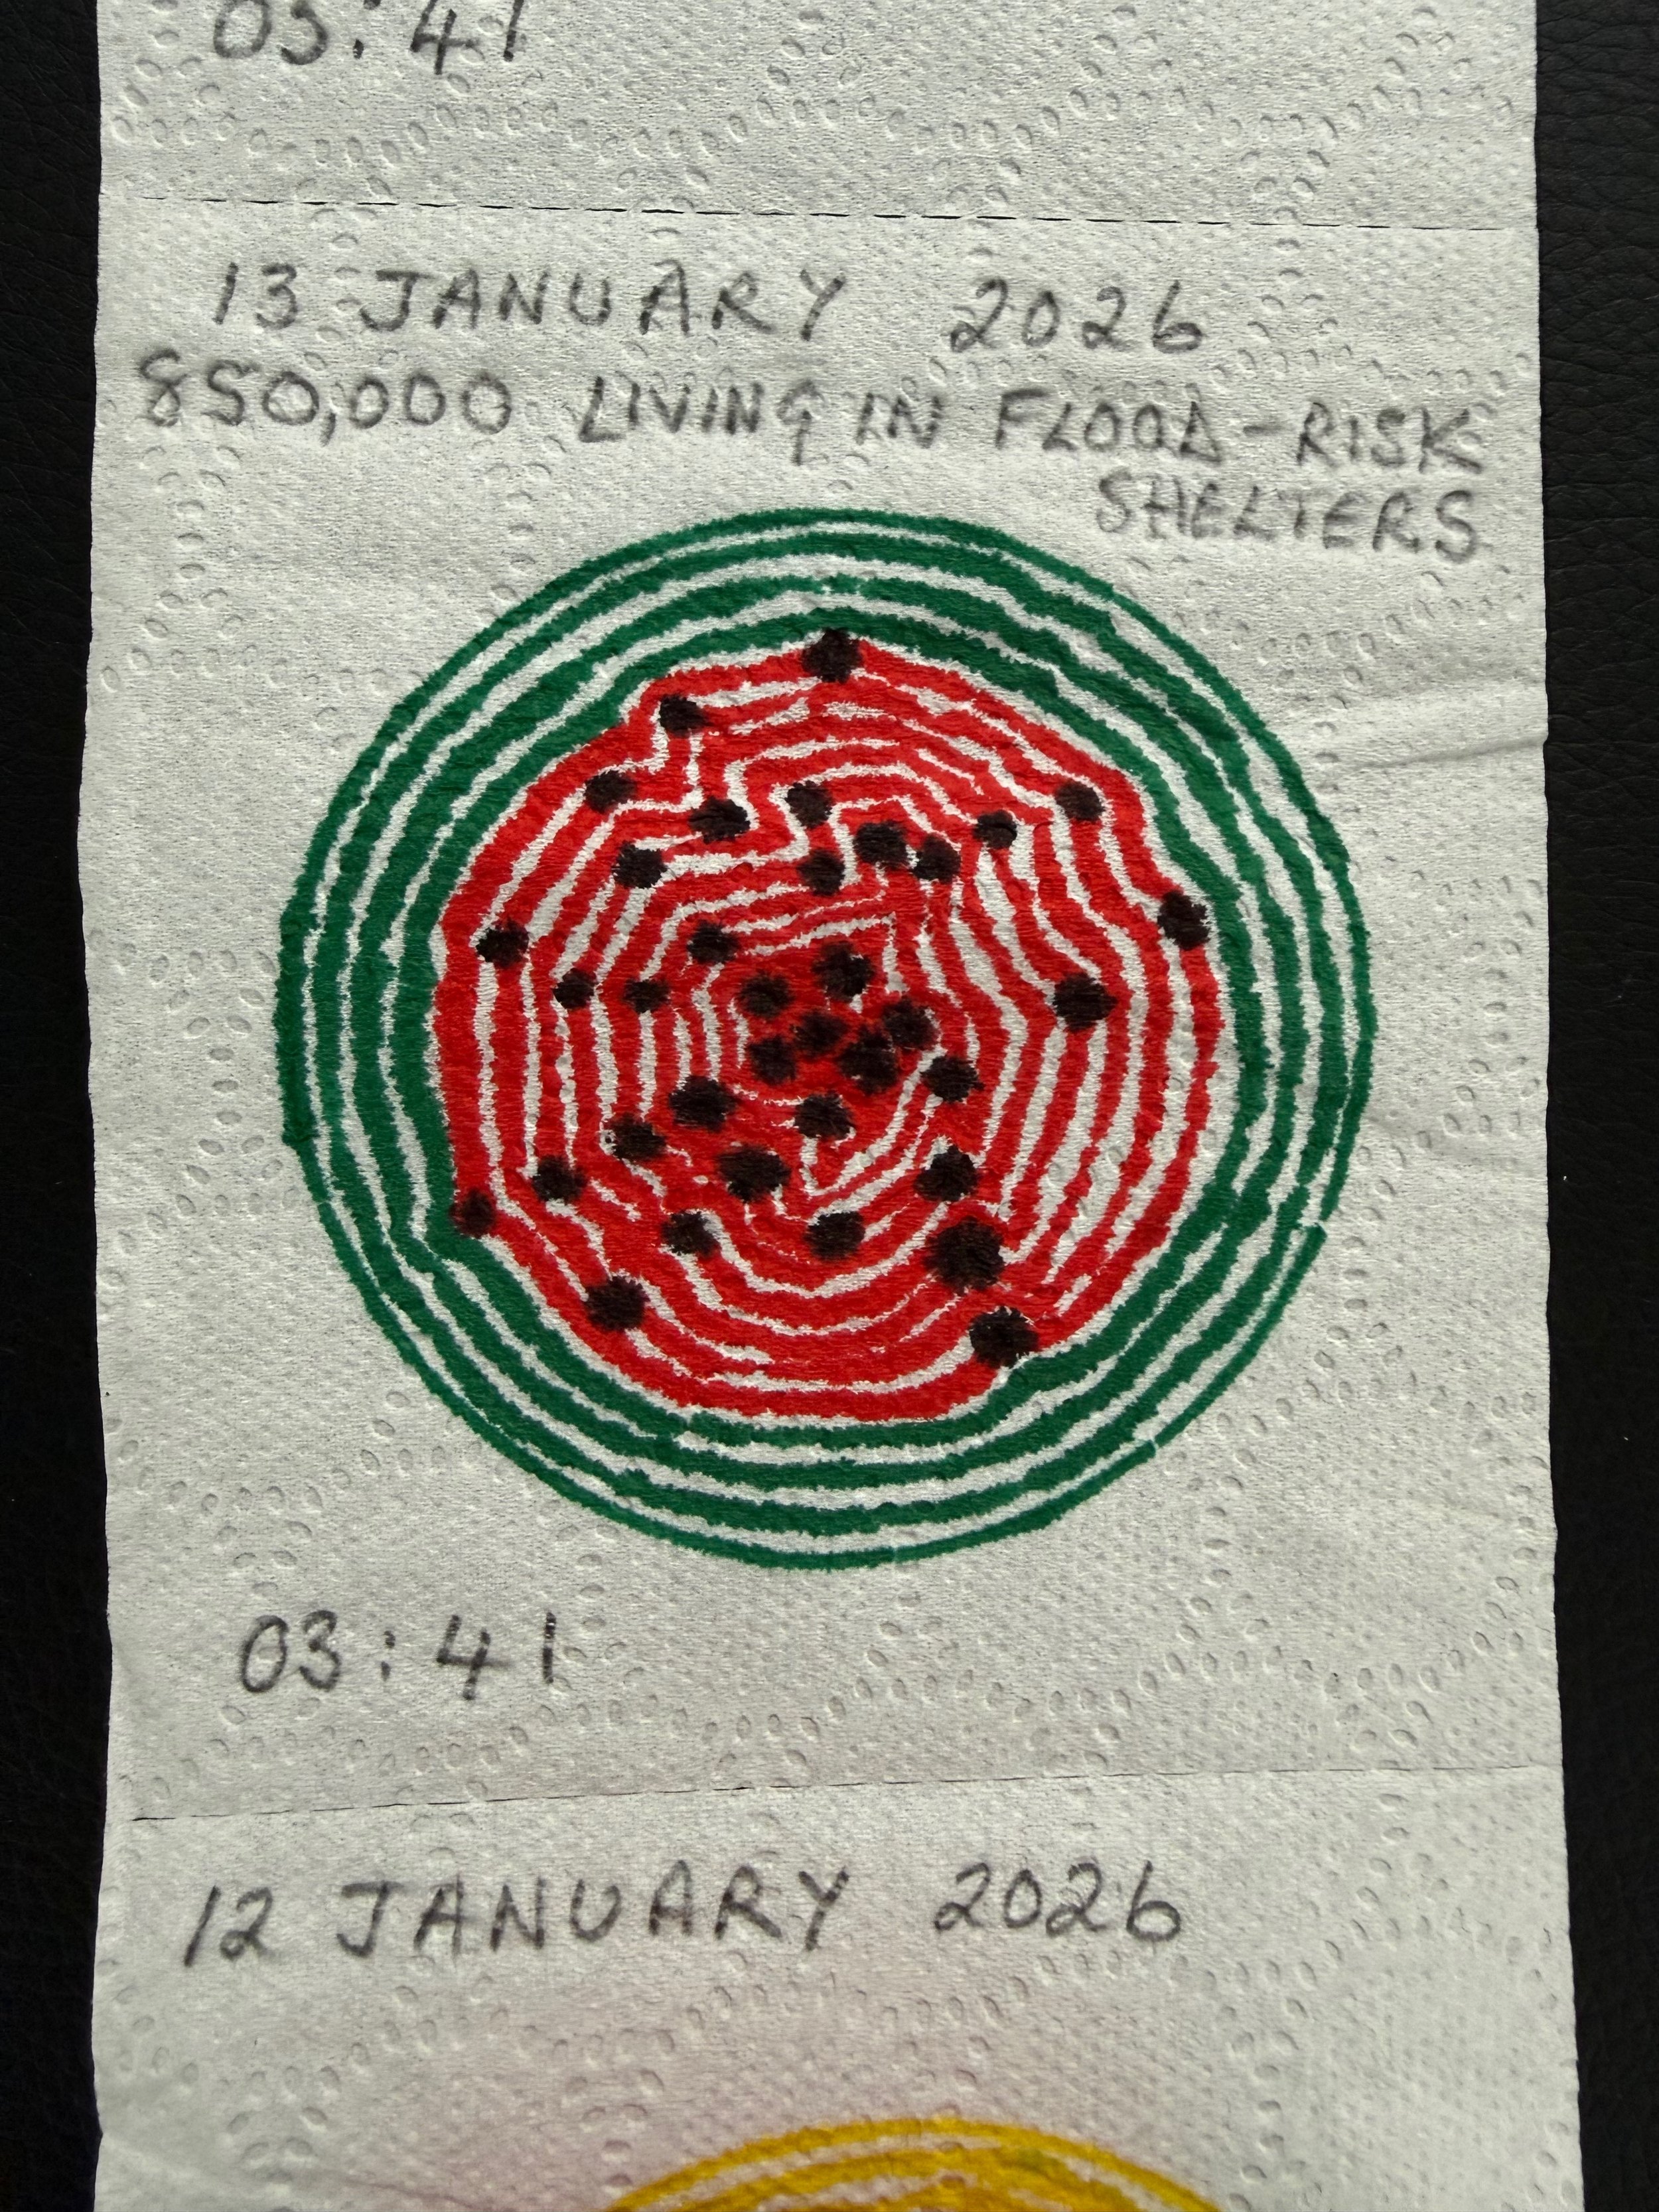 03:41
13 JANUARY 2026
850,000 LIVING IN FLOOD-RISK
SHELTERS
03:41
12 JANUARY 2026